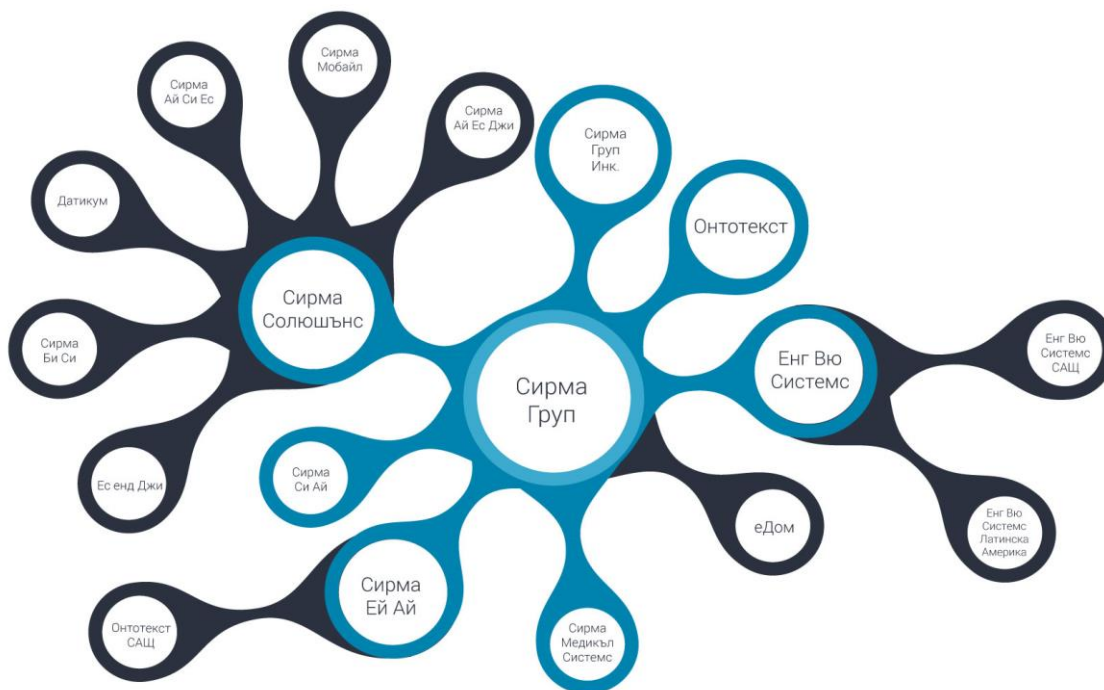 Сирма
Мобайл
Сирма
Ай Си Ес
Сирма
Ай Ес Джи
Сирма
Груп
Инк.
Датикум
Онтотекст
Сирма
Солюшънс
Сирма
Би Си
Енг Вю
Системс
Енг Вю
Системс
САЩ
Сирма
Груп
Сирма
Си Ай
Ес енд Джи
еДом
Енг Вю
Системс
Латинска
Америка
Сирма
Ей Ай
Онтотекст
САЩ
Сирма
Медикъл
Системс